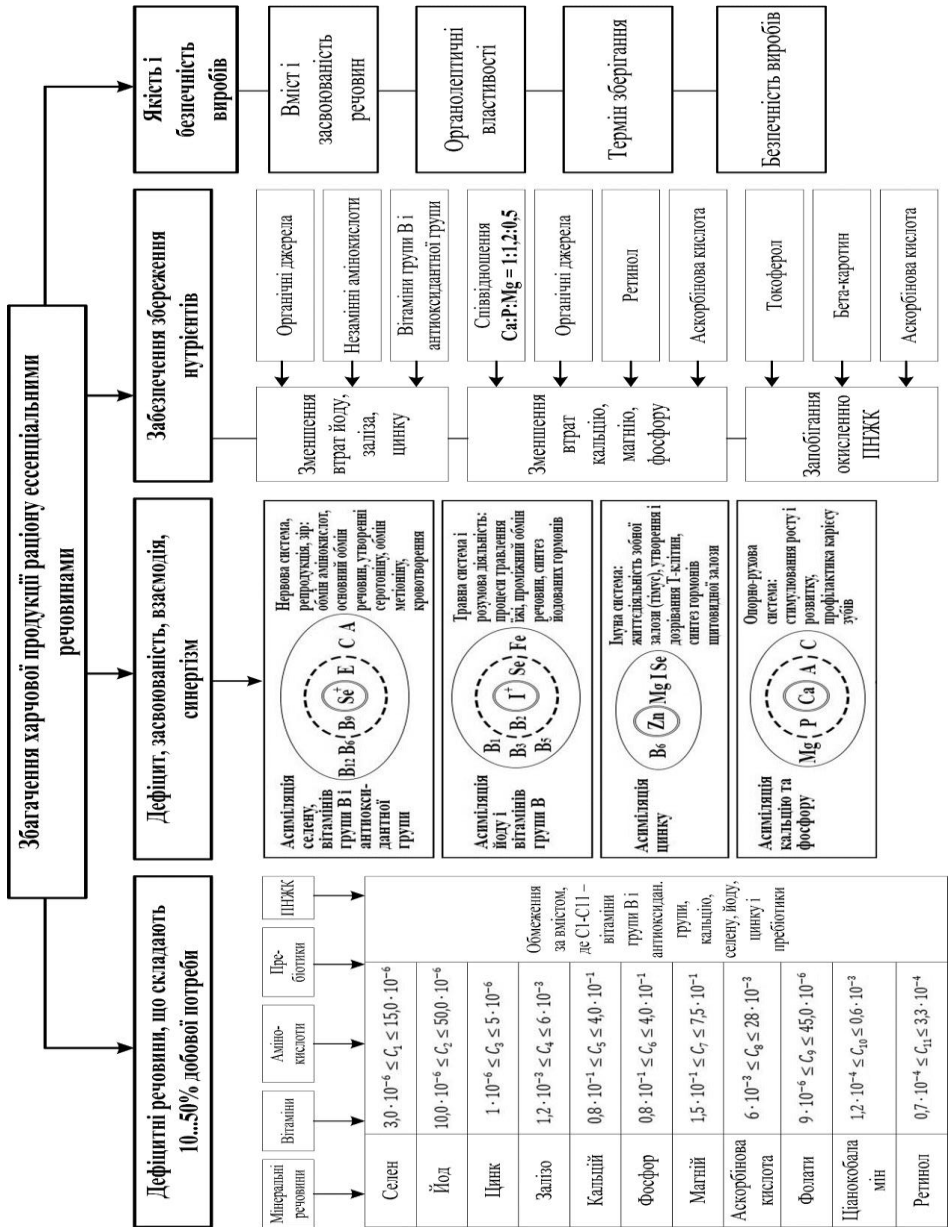 Збагачення харчової продукції раціону ессенціальними
речовинами
Дефіцитні речовини, що складають
10...50% добової потреби
Мінеральні
речовини
Вітаміни
Аміно-
кислоти
Пре-
біотики
ПНЖК
Селен
3,0·10⁻⁶ ≤ C₁ ≤ 15,0·10⁻⁶
Йод
10,0·10⁻⁶ ≤ C₂ ≤ 50,0·10⁻⁶
Цинк
1·10⁻⁶ ≤ C₃ ≤ 5·10⁻⁶
Залізо
1,2·10⁻³ ≤ C₄ ≤ 6·10⁻³
Кальцій
0,8·10⁻¹ ≤ C₅ ≤ 4,0·10⁻¹
Фосфор
0,8·10⁻¹ ≤ C₆ ≤ 4,0·10⁻¹
Магній
1,5·10⁻¹ ≤ C₇ ≤ 7,5·10⁻¹
Аскорбінова
кислота
6·10⁻³ ≤ C₈ ≤ 28·10⁻³
Фолати
9·10⁻⁶ ≤ C₉ ≤ 45,0·10⁻⁶
Ціанокобала
мін
1,2·10⁻⁴ ≤ C₁₀ ≤ 0,6·10⁻³
Ретинол
0,7·10⁻⁴ ≤ C₁₁ ≤ 3,3·10⁻⁴
Обмеження
за вмістом,
де С1-С11 –
вітаміни
групи В і
антиоксидан.
групи,
кальцію,
селену, йоду,
цинку і
пребіотики
Дефіцит, засвоюваність, взаємодія,
синергізм
Асиміляція
селену,
вітамінів
групи В і
антиокси-
дантної
групи
B₁₂ B₆ B₉ Se⁺ E C A
Нервова система,
репродукція, зір:
обмін амінокислот,
основний обмін
речовин, утворенні
серотоніну, обмін
метіоніну,
кровотворення
Асиміляція
йоду і
вітамінів
групи В
B₁
B₃ B₂ I⁺ Se Fe
B₅
Травна система і
розумова діяльність:
процеси травлення
їжі, проміжний обмін
речовин, синтез
йодованих гормонів
Асиміляція
цинку
B₆ Zn Mg I Se
Імуна система:
життєдіяльність зобної
залози (тімус), утворення і
дозрівання Т-клітин,
синтез гормонів
щитовидної залози
Асиміляція
кальцію та
фосфору
Mg P Ca A C
Опорно-рухова
система:
стимулювання росту і
розвитку,
профілактика карієсу
зубів
Забезпечення збереження
нутрієнтів
Зменшення
втрат йоду,
заліза,
цинку
Органічні джерела
Незамінні амінокислоти
Вітаміни групи В і
антиоксидантної групи
Зменшення
втрат
кальцію,
магнію,
фосфору
Співвідношення
Ca:P:Mg = 1:1,2:0,5
Органічні джерела
Ретинол
Аскорбінова кислота
Запобігання
окисленню
ПНЖК
Токоферол
Бета-каротин
Аскорбінова кислота
Якість і
безпечність
виробів
Вміст і
засвоюваність
речовин
Органолептичні
властивості
Термін зберігання
Безпечність виробів